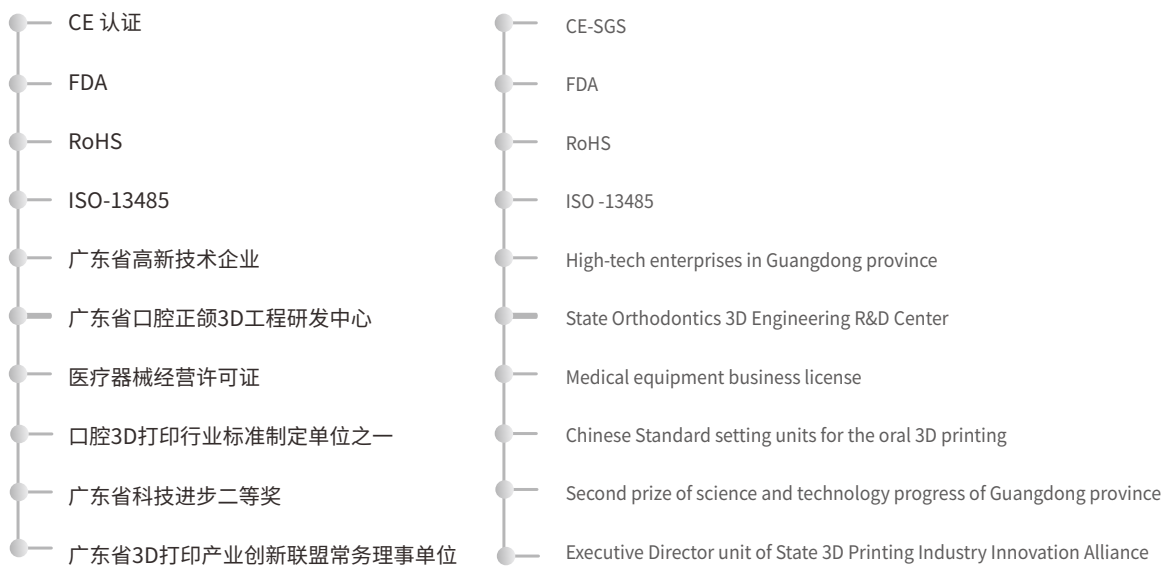 CE 认证
FDA
RoHS
ISO-13485
广东省高新技术企业
广东省口腔正颌3D工程研发中心
医疗器械经营许可证
口腔3D打印行业标准制定单位之一
广东省科技进步二等奖
广东省3D打印产业创新联盟常务理事单位
CE-SGS
FDA
RoHS
ISO -13485
High-tech enterprises in Guangdong province
State Orthodontics 3D Engineering R&D Center
Medical equipment business license
Chinese Standard setting units for the oral 3D printing
Second prize of science and technology progress of Guangdong province
Executive Director unit of State 3D Printing Industry Innovation Alliance